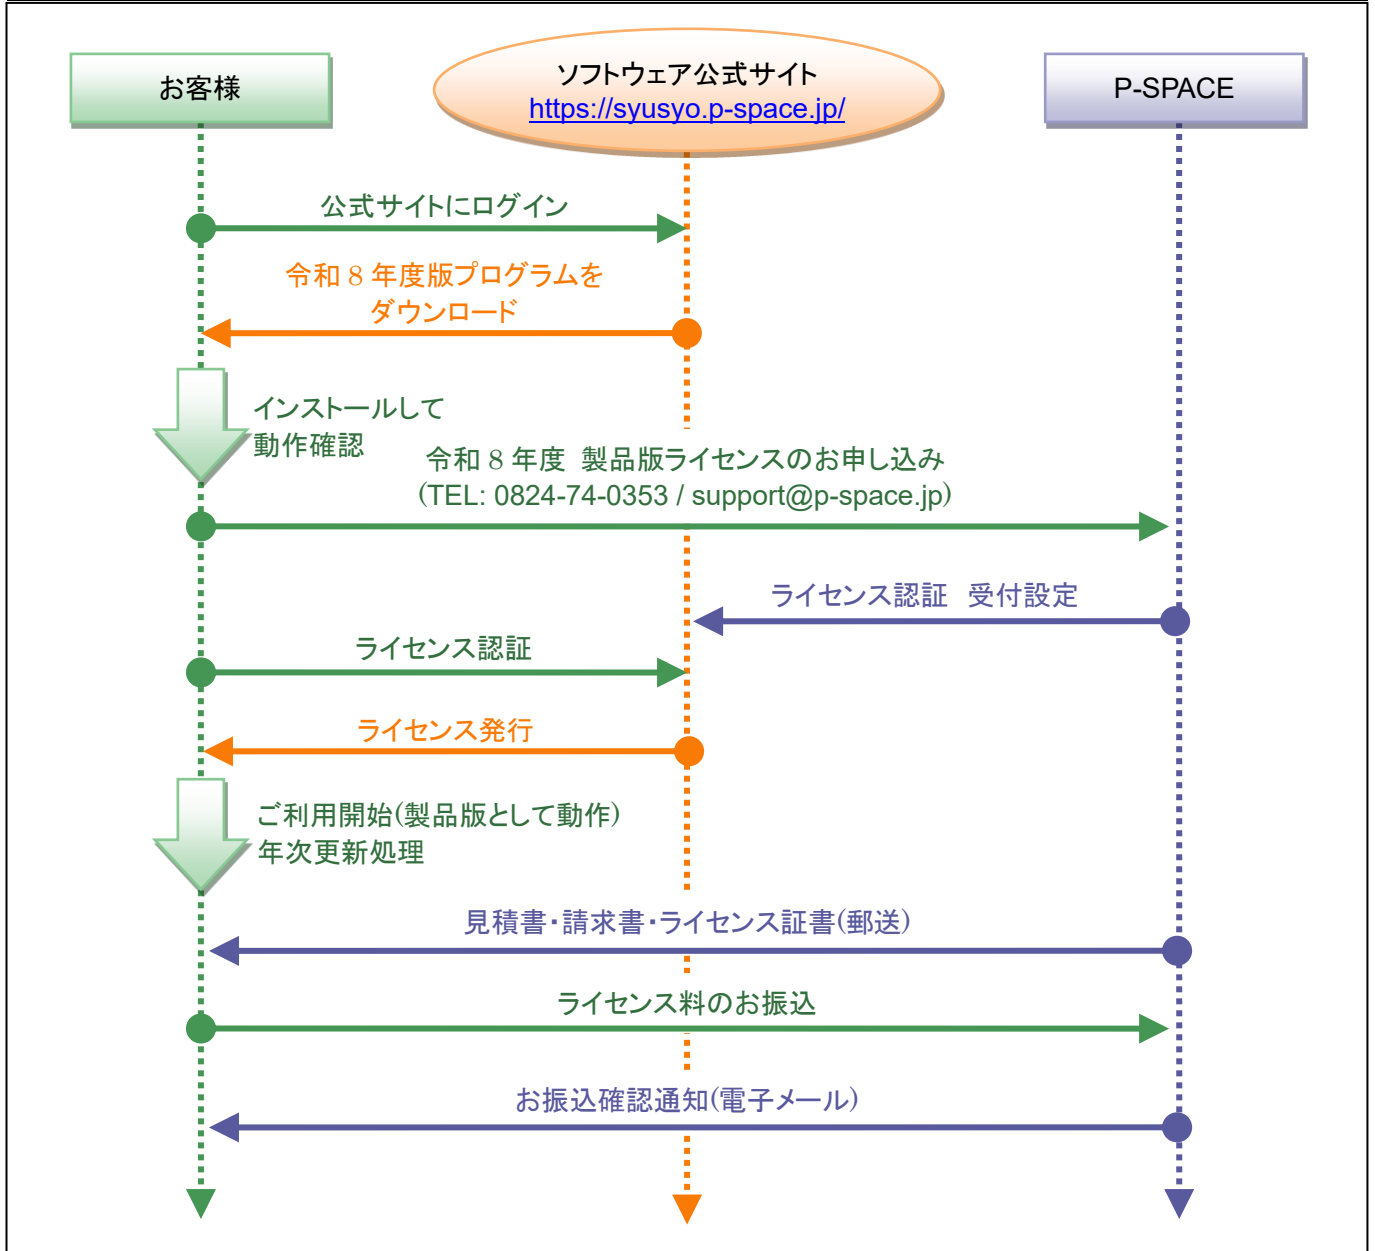 お客様
ソフトウェア公式サイト
https://syusyo.p-space.jp/
P-SPACE
公式サイトにログイン
令和 8 年度版プログラムを
ダウンロード
インストールして
動作確認
令和 8 年度 製品版ライセンスのお申し込み
(TEL: 0824-74-0353 / support@p-space.jp)
ライセンス認証　受付設定
ライセンス認証
ライセンス発行
ご利用開始(製品版として動作)
年次更新処理
見積書・請求書・ライセンス証書(郵送)
ライセンス料のお振込
お振込確認通知(電子メール)